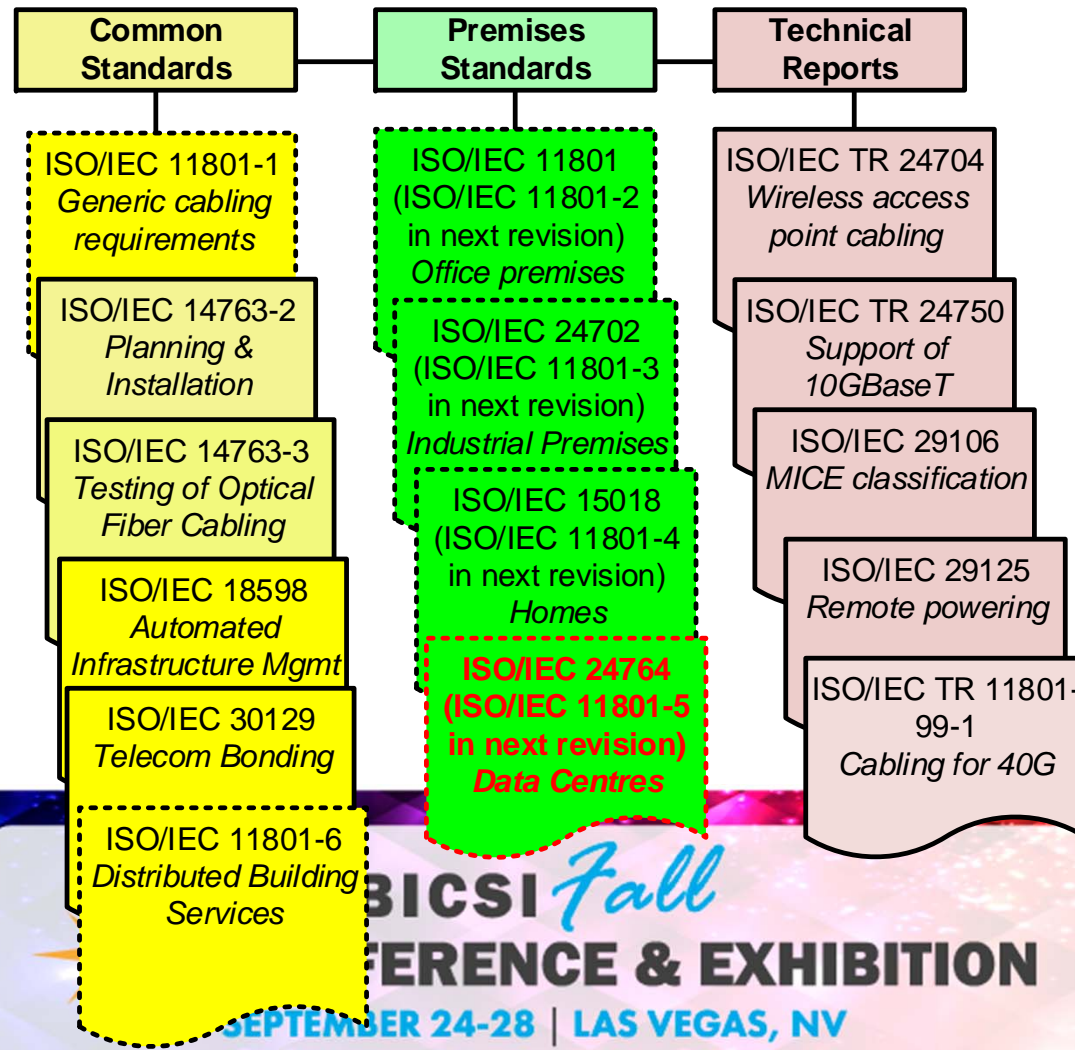 Common
Standards
Premises
Standards
Technical
Reports
ISO/IEC 11801-1
Generic cabling
requirements
ISO/IEC 14763-2
Planning &
Installation
ISO/IEC 14763-3
Testing of Optical
Fiber Cabling
ISO/IEC 18598
Automated
Infrastructure Mgmt
ISO/IEC 30129
Telecom Bonding
ISO/IEC 11801-6
Distributed Building
Services
ISO/IEC 11801
(ISO/IEC 11801-2
in next revision)
Office premises
ISO/IEC 24702
(ISO/IEC 11801-3
in next revision)
Industrial Premises
ISO/IEC 15018
(ISO/IEC 11801-4
in next revision)
Homes
ISO/IEC 24764
(ISO/IEC 11801-5
in next revision)
Data Centres
ISO/IEC TR 24704
Wireless access
point cabling
ISO/IEC TR 24750
Support of
10GBaseT
ISO/IEC 29106
MICE classification
ISO/IEC 29125
Remote powering
ISO/IEC TR 11801-
99-1
Cabling for 40G
BICSI Fall
FERENCE & EXHIBITION
SEPTEMBER 24-28 | LAS VEGAS, NV